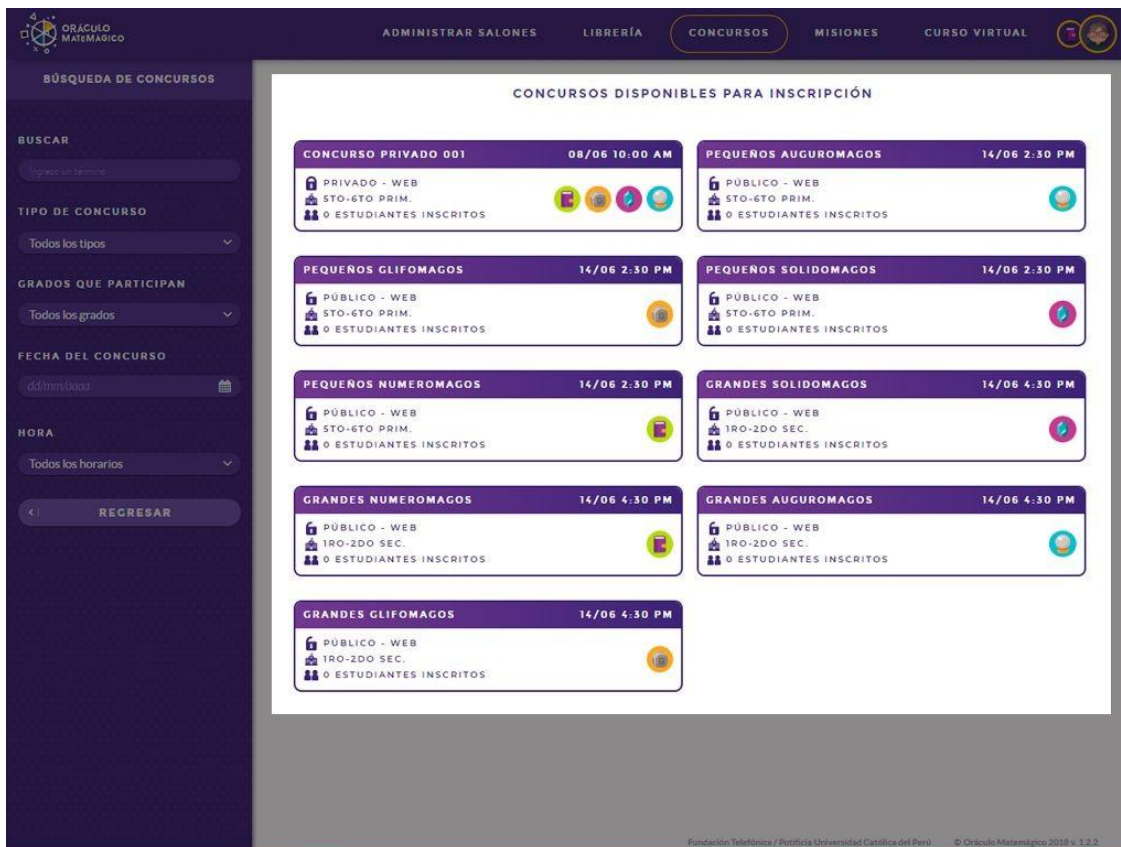 ORÁCULO
MATEMÁGICO
ADMINISTRAR SALONES
LIBRERÍA
CONCURSOS
MISIONES
CURSO VIRTUAL
BÚSQUEDA DE CONCURSOS
BUSCAR
Ingresa un término
TIPO DE CONCURSO
Todos los tipos
GRADOS QUE PARTICIPAN
Todos los grados
FECHA DEL CONCURSO
dd/mm/aaaa
HORA
Todos los horarios
REGRESAR
CONCURSOS DISPONIBLES PARA INSCRIPCIÓN
CONCURSO PRIVADO 001 08/06 10:00 AM
PRIVADO - WEB
5TO-6TO PRIM.
0 ESTUDIANTES INSCRITOS
PEQUEÑOS AUGUROMAGOS 14/06 2:30 PM
PÚBLICO - WEB
5TO-6TO PRIM.
0 ESTUDIANTES INSCRITOS
PEQUEÑOS GLIFOMAGOS 14/06 2:30 PM
PÚBLICO - WEB
5TO-6TO PRIM.
0 ESTUDIANTES INSCRITOS
PEQUEÑOS SOLIDOMAGOS 14/06 2:30 PM
PÚBLICO - WEB
5TO-6TO PRIM.
0 ESTUDIANTES INSCRITOS
PEQUEÑOS NUMEROMAGOS 14/06 2:30 PM
PÚBLICO - WEB
5TO-6TO PRIM.
0 ESTUDIANTES INSCRITOS
GRANDES SOLIDOMAGOS 14/06 4:30 PM
PÚBLICO - WEB
1RO-2DO SEC.
0 ESTUDIANTES INSCRITOS
GRANDES NUMEROMAGOS 14/06 4:30 PM
PÚBLICO - WEB
1RO-2DO SEC.
0 ESTUDIANTES INSCRITOS
GRANDES AUGUROMAGOS 14/06 4:30 PM
PÚBLICO - WEB
1RO-2DO SEC.
0 ESTUDIANTES INSCRITOS
GRANDES GLIFOMAGOS 14/06 4:30 PM
PÚBLICO - WEB
1RO-2DO SEC.
0 ESTUDIANTES INSCRITOS
Fundación Telefónica / Potificia Universidad Católica del Perú © Oráculo Matemágico 2018 v. 1.2.2